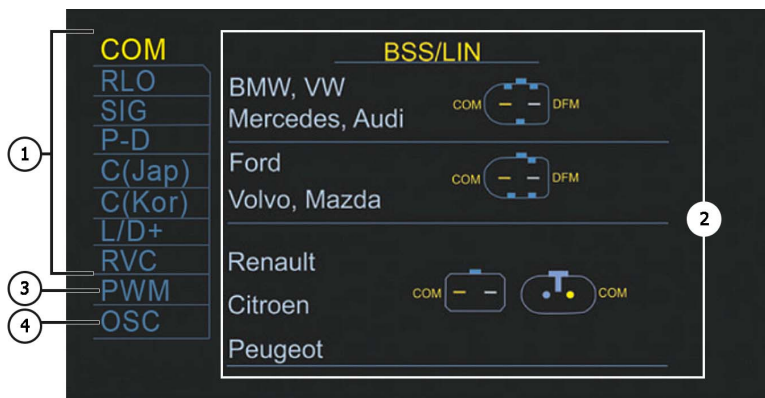 COM
RLO
SIG
P-D
C(Jap)
C(Kor)
L/D+
RVC
PWM
OSC
1
3
4
BSS/LIN
BMW, VW
Mercedes, Audi
COM DFM
Ford
Volvo, Mazda
COM DFM
2
Renault
Citroen
Peugeot
COM COM